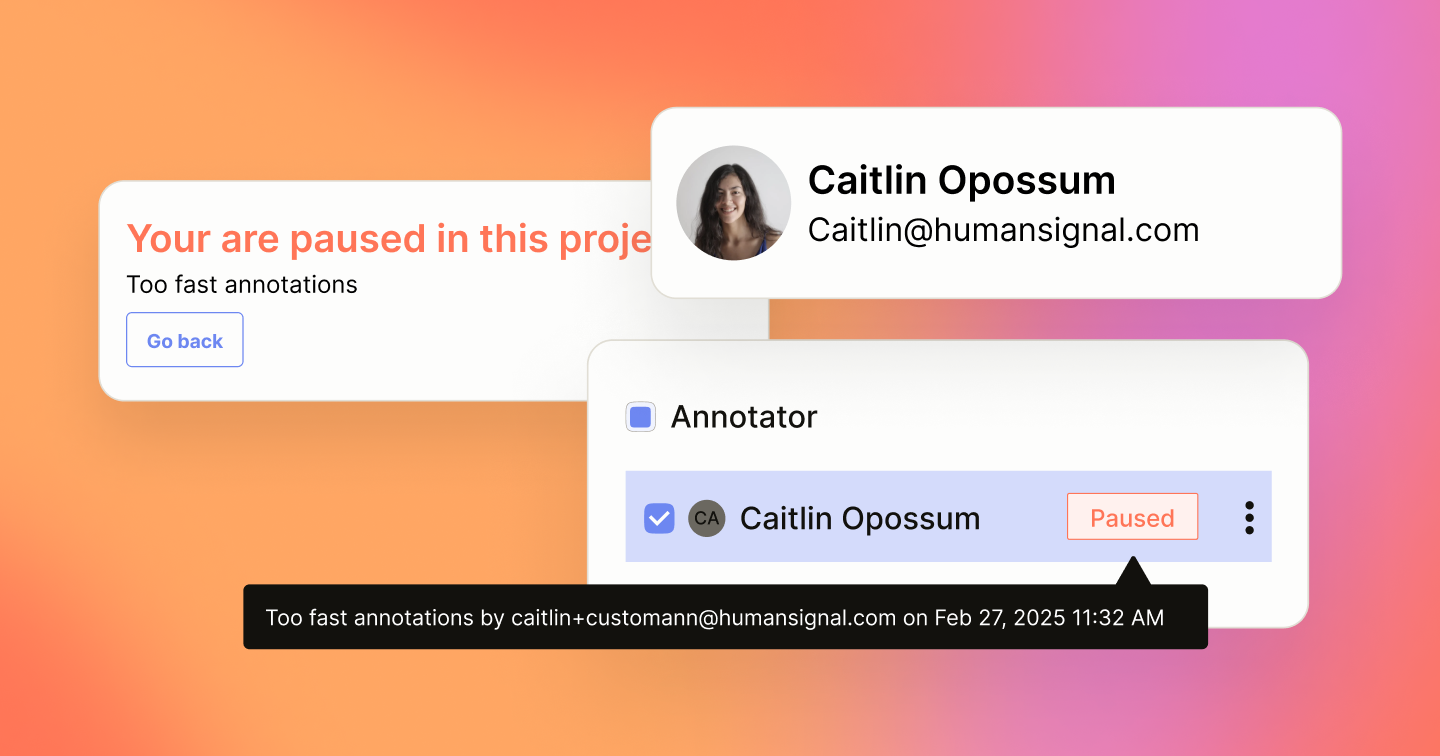 Your are paused in this proje
Too fast annotations
Go back
Caitlin Opossum
Caitlin@humansignal.com
Annotator
CA Caitlin Opossum Paused
Too fast annotations by caitlin+customann@humansignal.com on Feb 27, 2025 11:32 AM